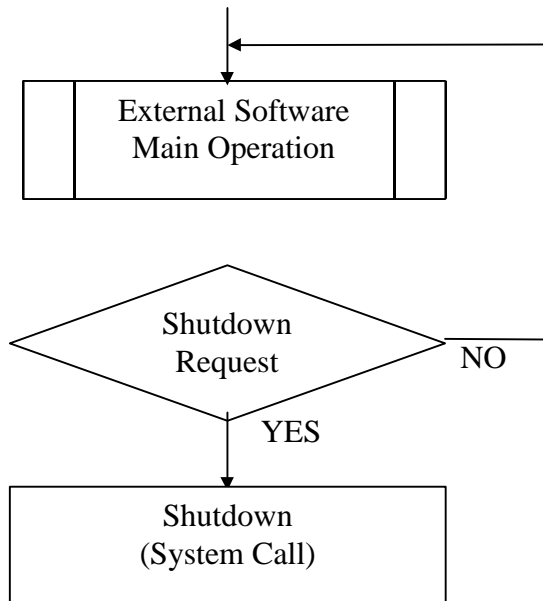 External Software
Main Operation
Shutdown
Request
NO
YES
Shutdown
(System Call)